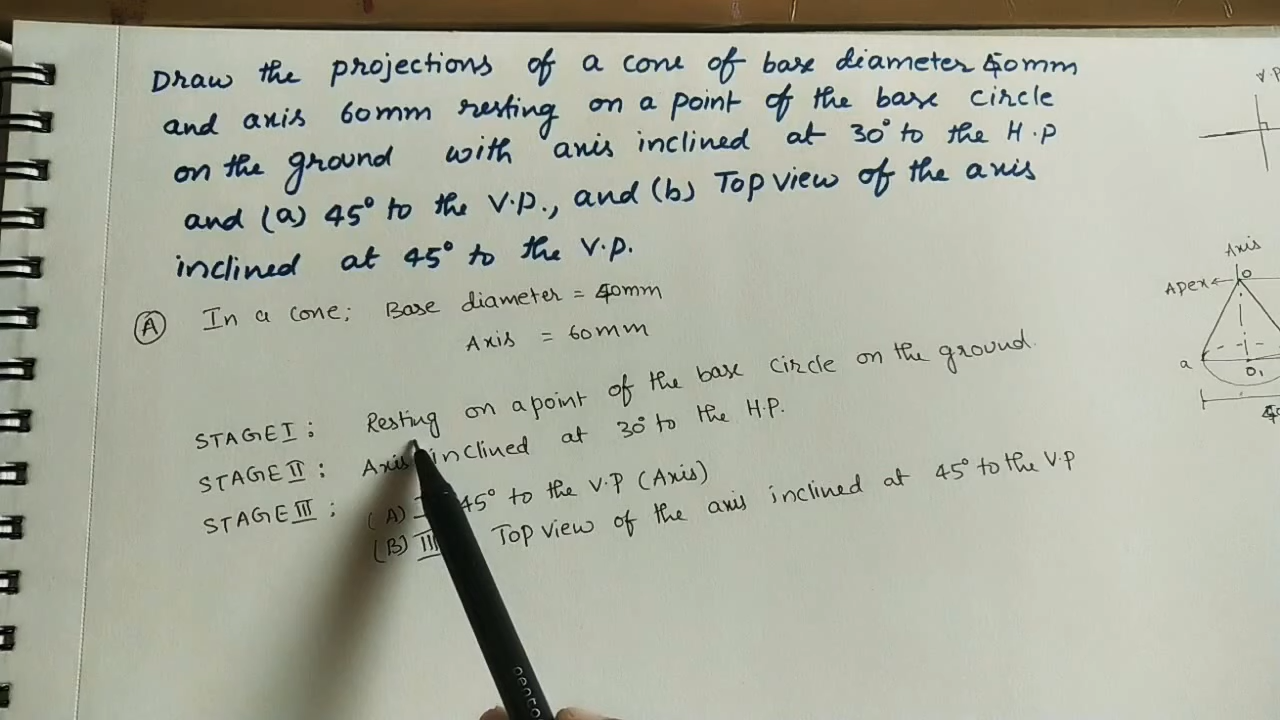 Draw the projections of a cone of base diameter 40mm
and axis 60mm resting on a point of the base circle
on the ground with axis inclined at 30° to the H.P
and (a) 45° to the V.P., and (b) Top view of the axis
inclined at 45° to the V.P.
(A) In a cone; Base diameter = 40mm
Axis = 60mm
STAGE I : Resting on a point of the base circle on the ground.
STAGE II : Axis inclined at 30° to the H.P.
STAGE III : (A) 45° to the V.P (Axis)
(B) III Top view of the axis inclined at 45° to the V.P
V.P
Axis
Apex O
a O1